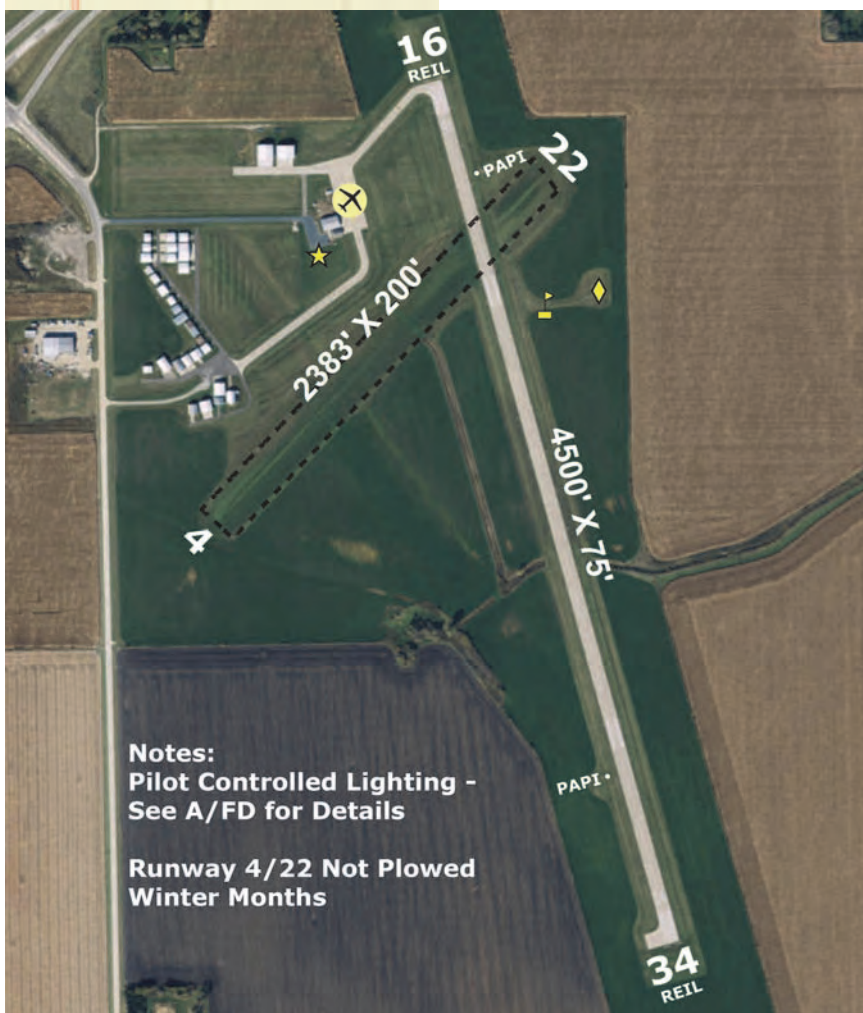 16
REIL
PAPI
22
2383' X 200'
4500' X 75'
4
Notes:
Pilot Controlled Lighting -
See A/FD for Details
Runway 4/22 Not Plowed
Winter Months
PAPI
34
REIL